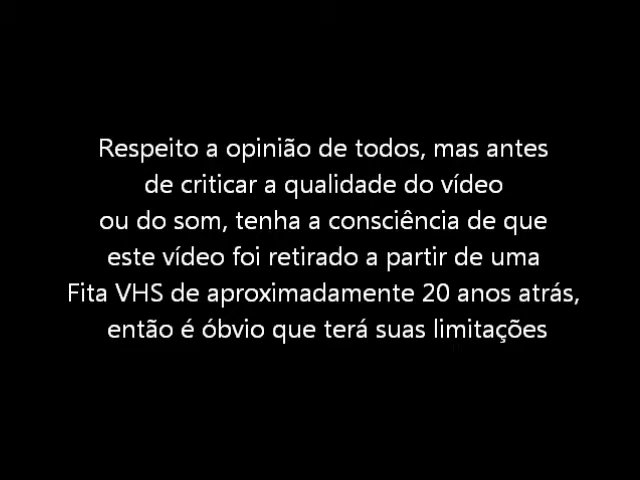 Respeito a opinião de todos, mas antes
de criticar a qualidade do vídeo
ou do som, tenha a consciência de que
este vídeo foi retirado a partir de uma
Fita VHS de aproximadamente 20 anos atrás,
então é óbvio que terá suas limitações